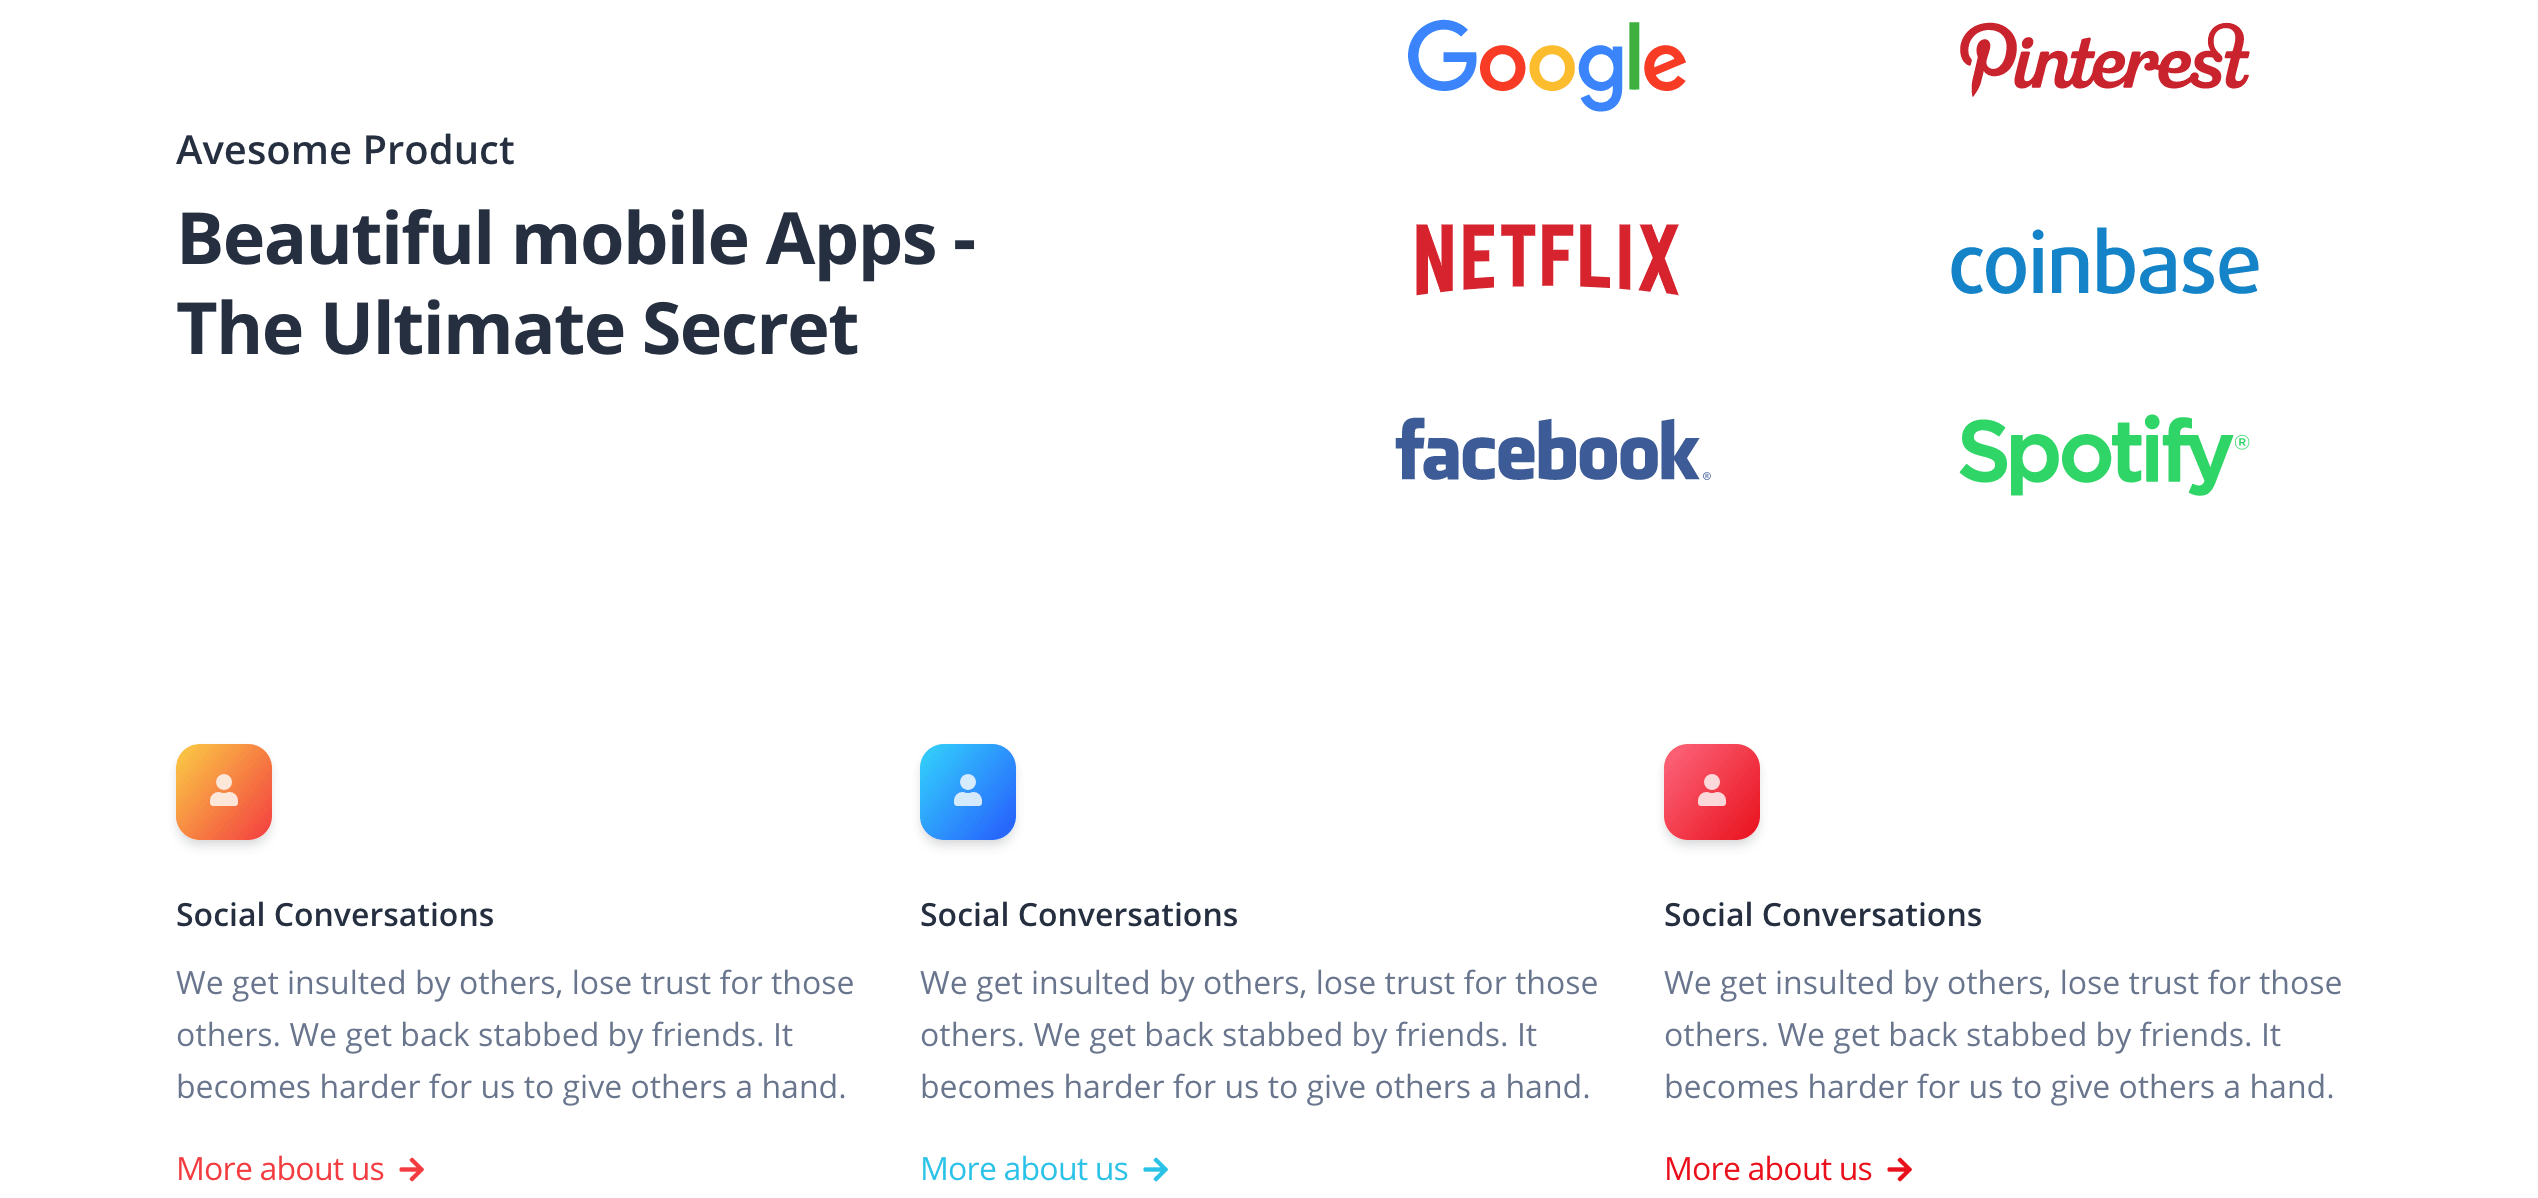 Avesome Product
Beautiful mobile Apps -
The Ultimate Secret
Google
Pinterest
NETFLIX
coinbase
facebook®
Spotify®
Social Conversations
We get insulted by others, lose trust for those
others. We get back stabbed by friends. It
becomes harder for us to give others a hand.
More about us
Social Conversations
We get insulted by others, lose trust for those
others. We get back stabbed by friends. It
becomes harder for us to give others a hand.
More about us
Social Conversations
We get insulted by others, lose trust for those
others. We get back stabbed by friends. It
becomes harder for us to give others a hand.
More about us